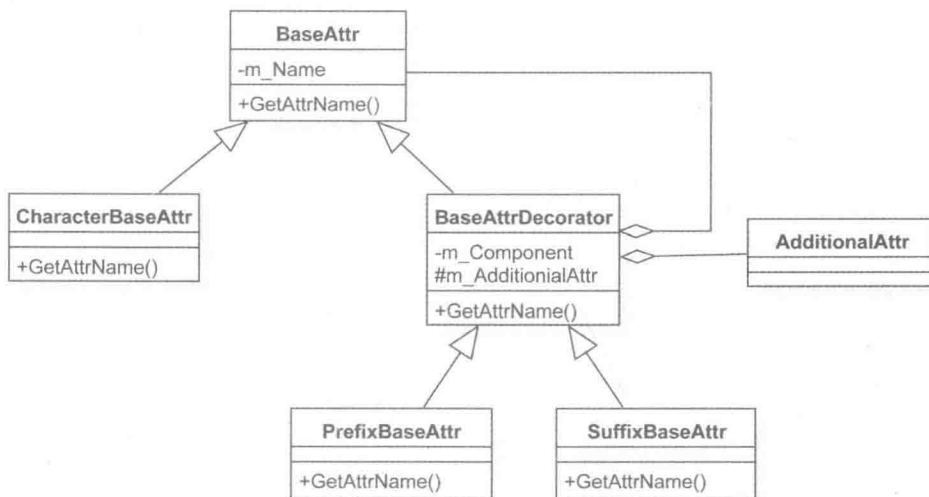 BaseAttr
-m_Name
+GetAttrName()
CharacterBaseAttr
+GetAttrName()
BaseAttrDecorator
-m_Component
#m_AdditionialAttr
+GetAttrName()
AdditionalAttr
PrefixBaseAttr
+GetAttrName()
SuffixBaseAttr
+GetAttrName()